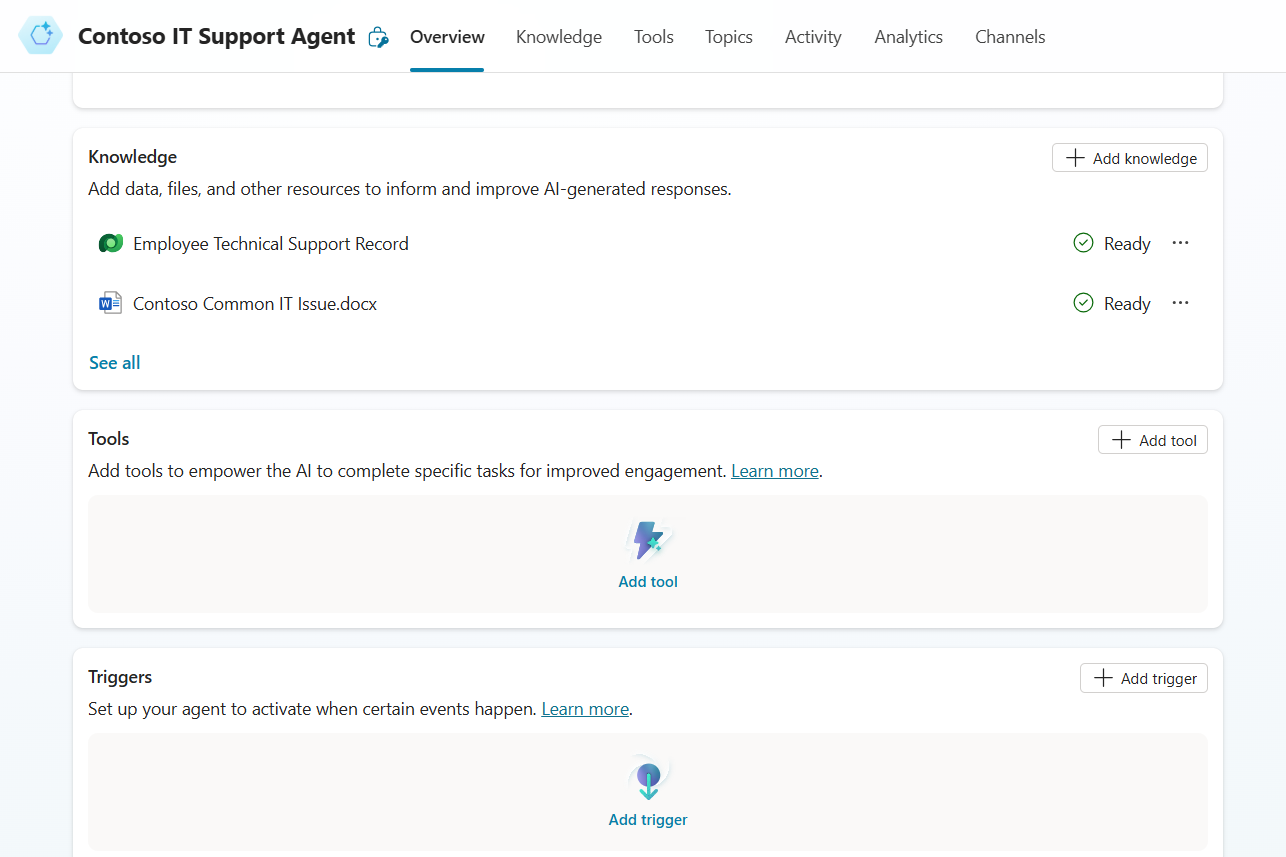 Contoso IT Support Agent Overview Knowledge Tools Topics Activity Analytics Channels
Knowledge
Add knowledge
Add data, files, and other resources to inform and improve AI-generated responses.
Employee Technical Support Record Ready
Contoso Common IT Issue.docx Ready
See all
Tools
Add tool
Add tools to empower the AI to complete specific tasks for improved engagement. Learn more.
Add tool
Triggers
Add trigger
Set up your agent to activate when certain events happen. Learn more.
Add trigger